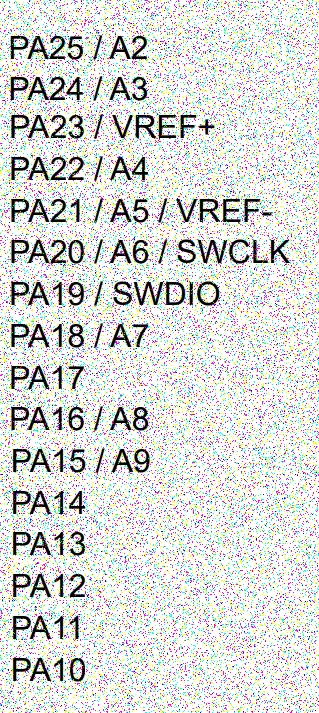 PA25 / A2
PA24 / A3
PA23 / VREF+
PA22 / A4
PA21 / A5 / VREF-
PA20 / A6 / SWCLK
PA19 / SWDIO
PA18 / A7
PA17
PA16 / A8
PA15 / A9
PA14
PA13
PA12
PA11
PA10